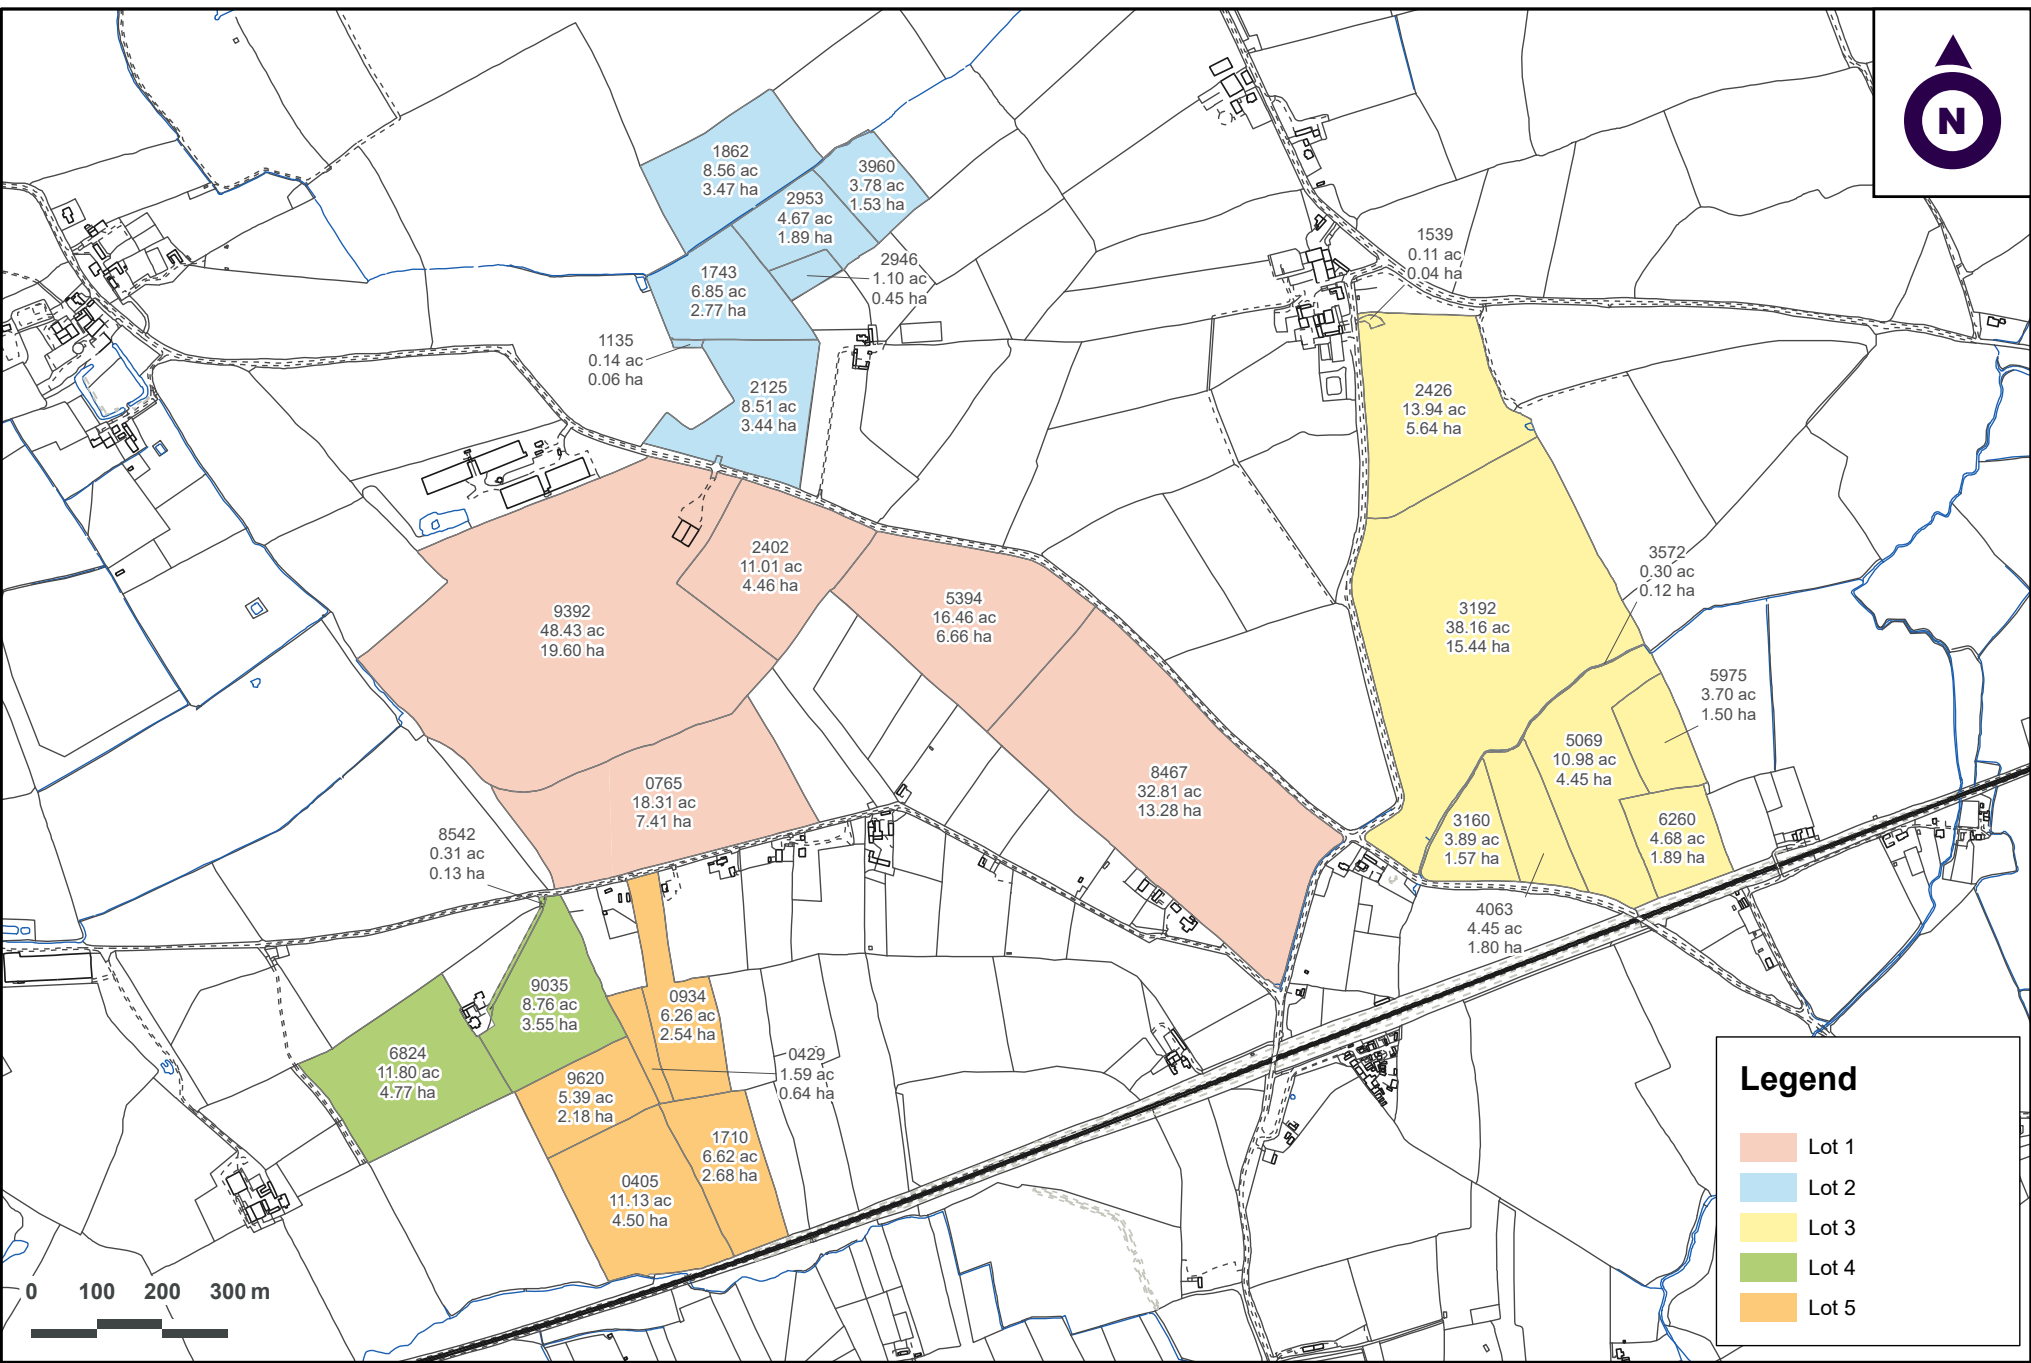 N
1862
8.56 ac
3.47 ha
3960
3.78 ac
1.53 ha
2953
4.67 ac
1.89 ha
2946
1.10 ac
0.45 ha
1743
6.85 ac
2.77 ha
1135
0.14 ac
0.06 ha
2125
8.51 ac
3.44 ha
1539
0.11 ac
0.04 ha
2426
13.94 ac
5.64 ha
2402
11.01 ac
4.46 ha
9392
48.43 ac
19.60 ha
5394
16.46 ac
6.66 ha
3192
38.16 ac
15.44 ha
3572
0.30 ac
0.12 ha
5975
3.70 ac
1.50 ha
5069
10.98 ac
4.45 ha
0765
18.31 ac
7.41 ha
8467
32.81 ac
13.28 ha
3160
3.89 ac
1.57 ha
6260
4.68 ac
1.89 ha
8542
0.31 ac
0.13 ha
4063
4.45 ac
1.80 ha
9035
8.76 ac
3.55 ha
0934
6.26 ac
2.54 ha
6824
11.80 ac
4.77 ha
0429
1.59 ac
0.64 ha
9620
5.39 ac
2.18 ha
1710
6.62 ac
2.68 ha
0405
11.13 ac
4.50 ha
0 100 200 300 m
Legend
Lot 1
Lot 2
Lot 3
Lot 4
Lot 5